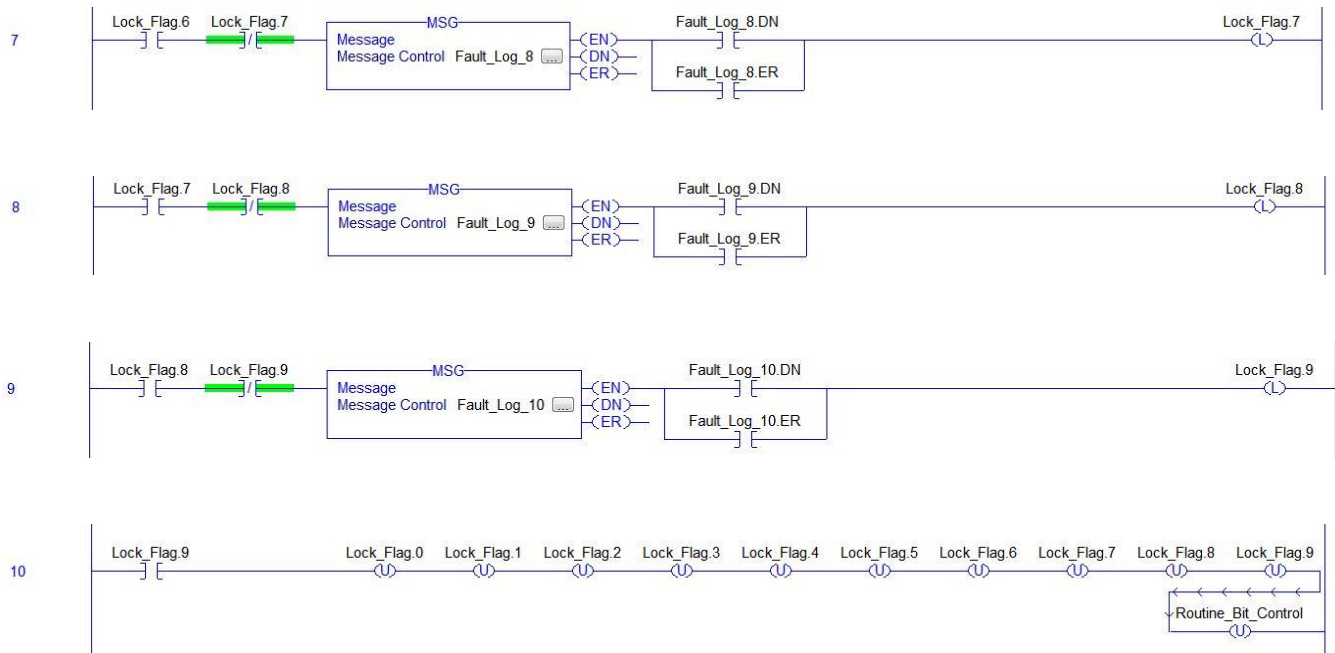 Lock_Flag.6 Lock_Flag.7 MSG Fault_Log_8.DN Lock_Flag.7
7 / Message EN L
Message Control Fault_Log_8 ... DN
ER Fault_Log_8.ER
Lock_Flag.7 Lock_Flag.8 MSG Fault_Log_9.DN Lock_Flag.8
8 / Message EN L
Message Control Fault_Log_9 ... DN
ER Fault_Log_9.ER
Lock_Flag.8 Lock_Flag.9 MSG Fault_Log_10.DN Lock_Flag.9
9 / Message EN L
Message Control Fault_Log_10 ... DN
ER Fault_Log_10.ER
Lock_Flag.9 Lock_Flag.0 Lock_Flag.1 Lock_Flag.2 Lock_Flag.3 Lock_Flag.4 Lock_Flag.5 Lock_Flag.6 Lock_Flag.7 Lock_Flag.8 Lock_Flag.9
10 U U U U U U U U U U
Routine_Bit_Control
U